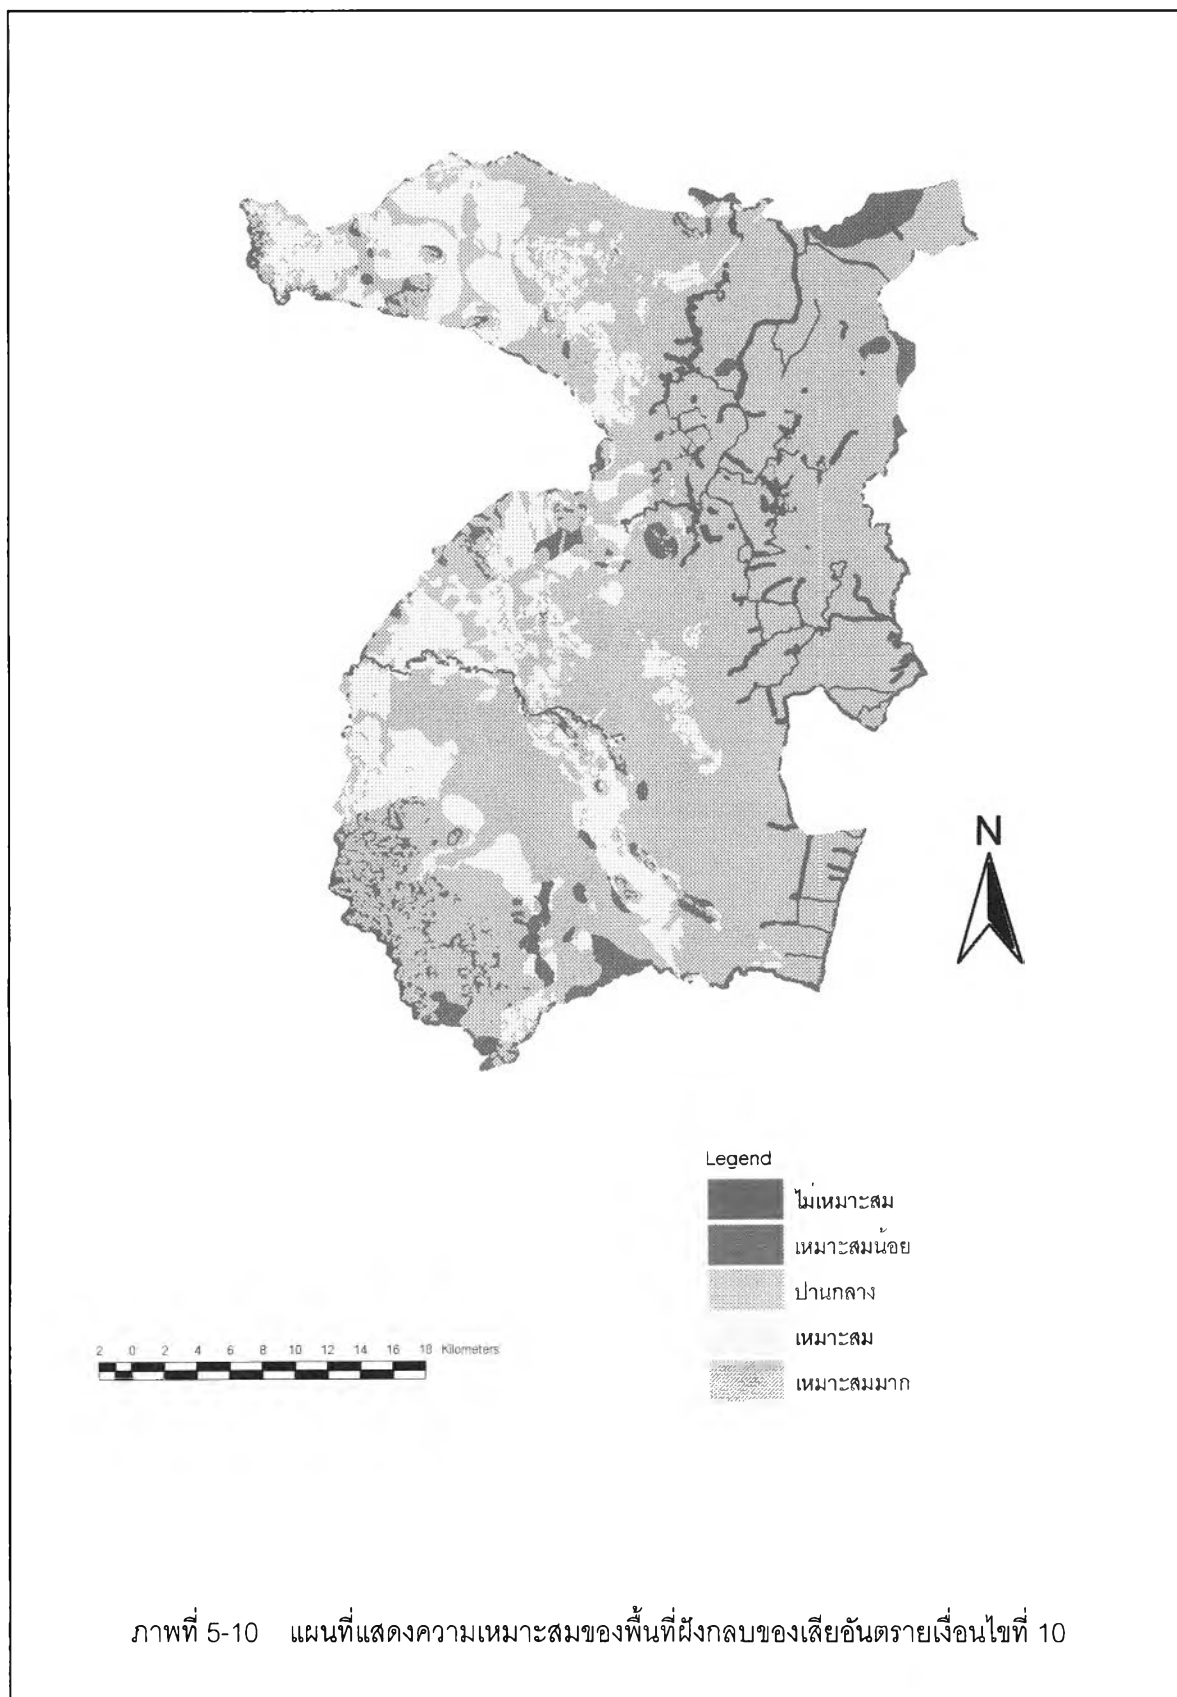 N
Legend
ไม่เหมาะสม
เหมาะสมน้อย
ปานกลาง
เหมาะสม
เหมาะสมมาก
2 0 2 4 6 8 10 12 14 16 18 Kilometers
ภาพที่ 5-10 แผนที่แสดงความเหมาะสมของพื้นที่ฝังกลบของเสียอันตรายเงื่อนไขที่ 10